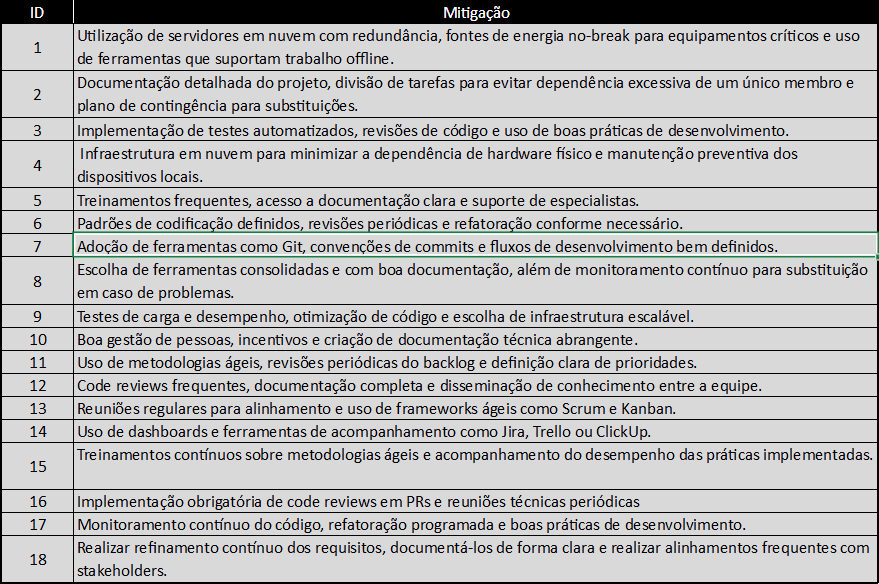 ID Mitigação
1 Utilização de servidores em nuvem com redundância, fontes de energia no-break para equipamentos críticos e uso
de ferramentas que suportam trabalho offline.
2 Documentação detalhada do projeto, divisão de tarefas para evitar dependência excessiva de um único membro e
plano de contingência para substituições.
3 Implementação de testes automatizados, revisões de código e uso de boas práticas de desenvolvimento.
4 Infraestrutura em nuvem para minimizar a dependência de hardware físico e manutenção preventiva dos
dispositivos locais.
5 Treinamentos frequentes, acesso a documentação clara e suporte de especialistas.
6 Padrões de codificação definidos, revisões periódicas e refatoração conforme necessário.
7 Adoção de ferramentas como Git, convenções de commits e fluxos de desenvolvimento bem definidos.
8 Escolha de ferramentas consolidadas e com boa documentação, além de monitoramento contínuo para substituição
em caso de problemas.
9 Testes de carga e desempenho, otimização de código e escolha de infraestrutura escalável.
10 Boa gestão de pessoas, incentivos e criação de documentação técnica abrangente.
11 Uso de metodologias ágeis, revisões periódicas do backlog e definição clara de prioridades.
12 Code reviews frequentes, documentação completa e disseminação de conhecimento entre a equipe.
13 Reuniões regulares para alinhamento e uso de frameworks ágeis como Scrum e Kanban.
14 Uso de dashboards e ferramentas de acompanhamento como Jira, Trello ou ClickUp.
15 Treinamentos contínuos sobre metodologias ágeis e acompanhamento do desempenho das práticas implementadas.
16 Implementação obrigatória de code reviews em PRs e reuniões técnicas periódicas
17 Monitoramento contínuo do código, refatoração programada e boas práticas de desenvolvimento.
18 Realizar refinamento contínuo dos requisitos, documentá-los de forma clara e realizar alinhamentos frequentes com
stakeholders.